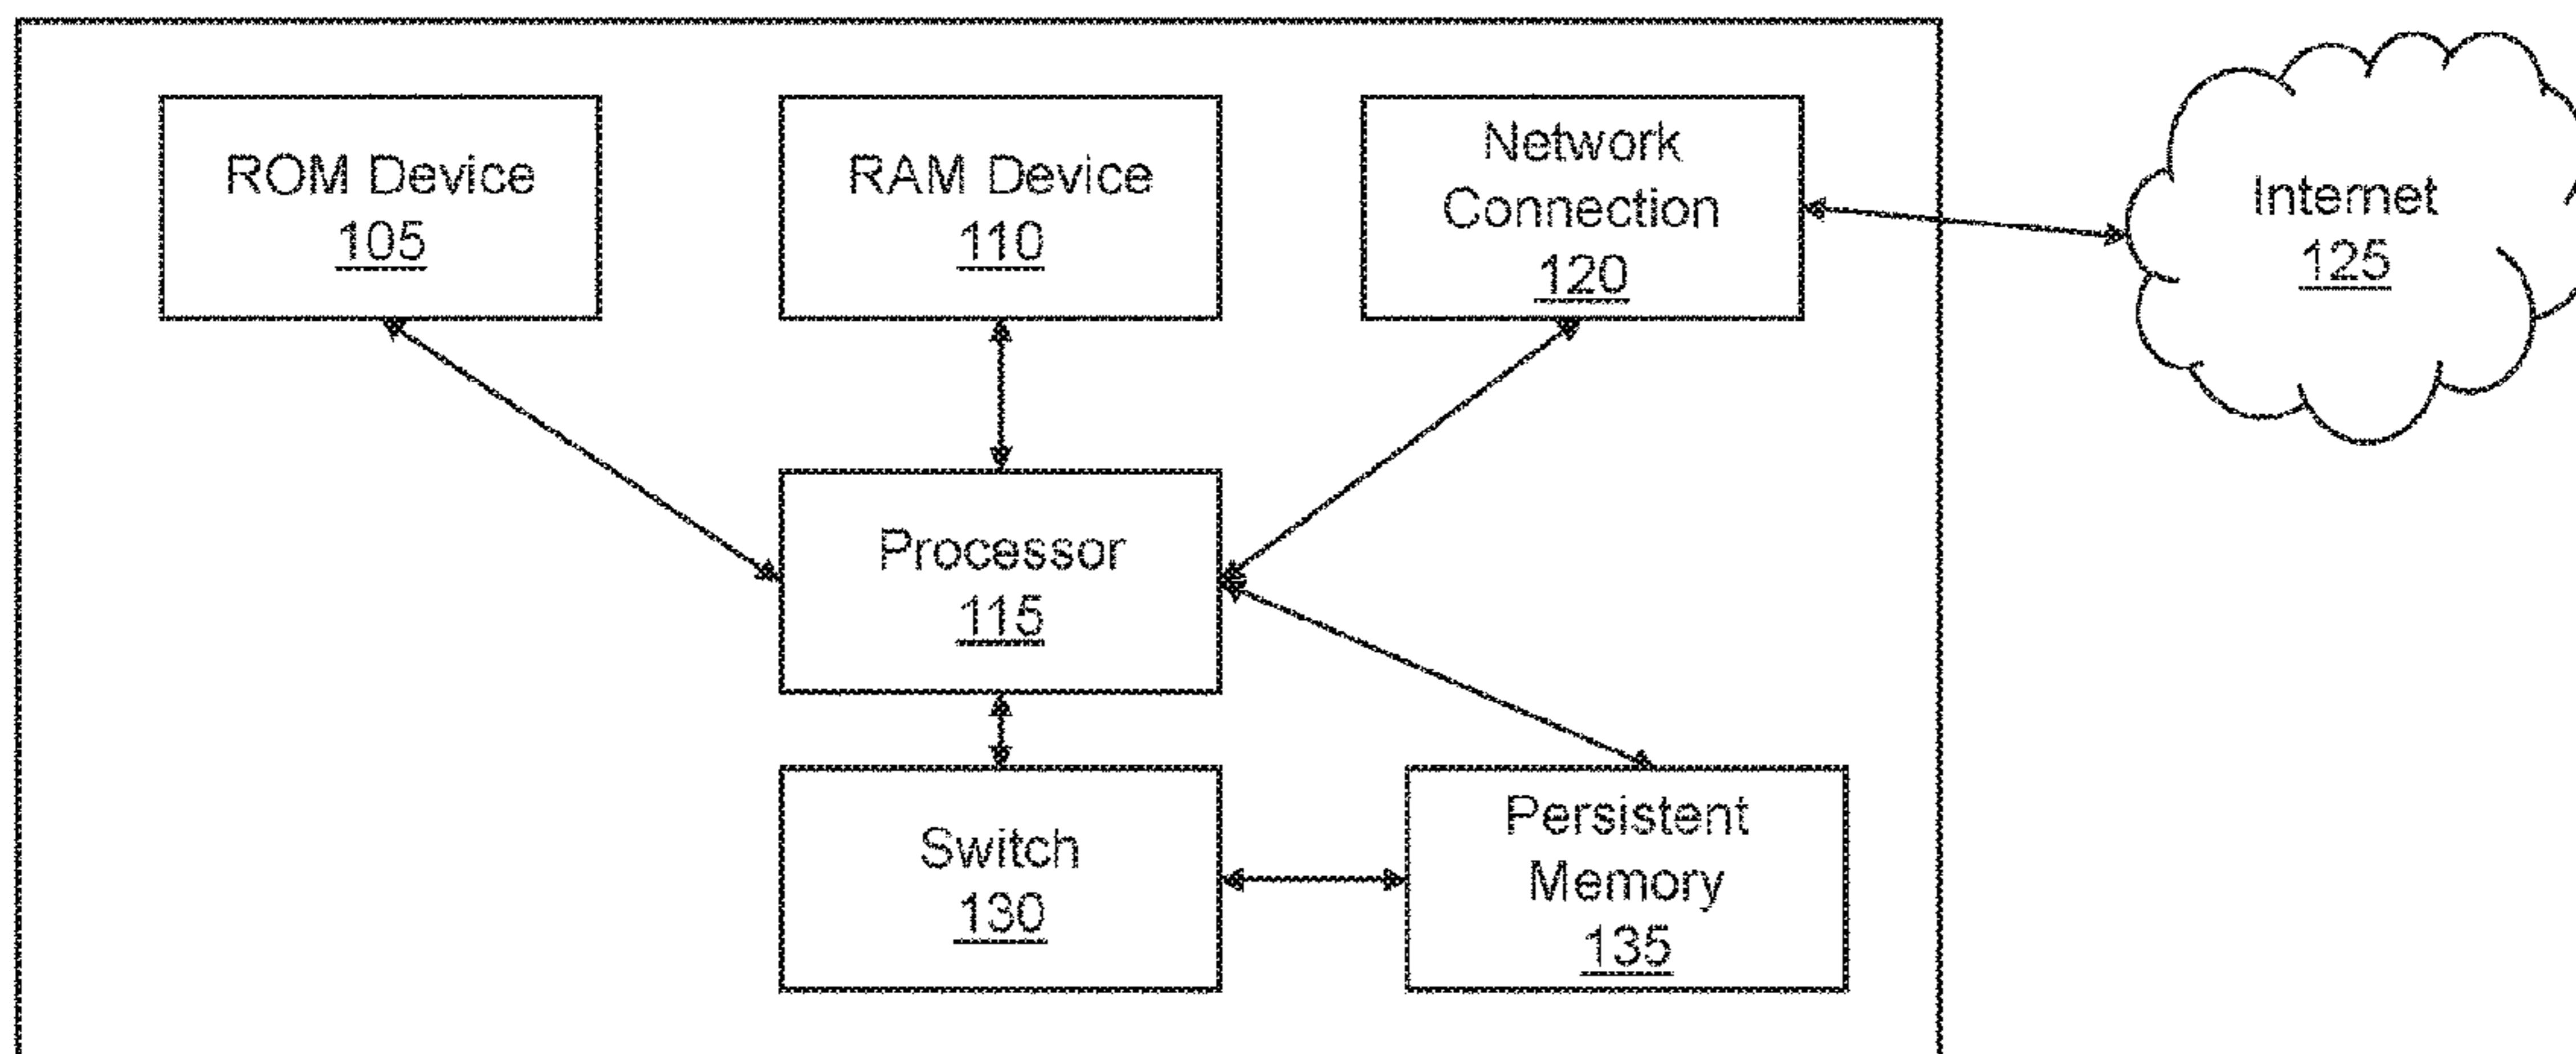 ROM Device
105
RAM Device
110
Network
Connection
120
Internet
125
Processor
115
Switch
130
Persistent
Memory
135